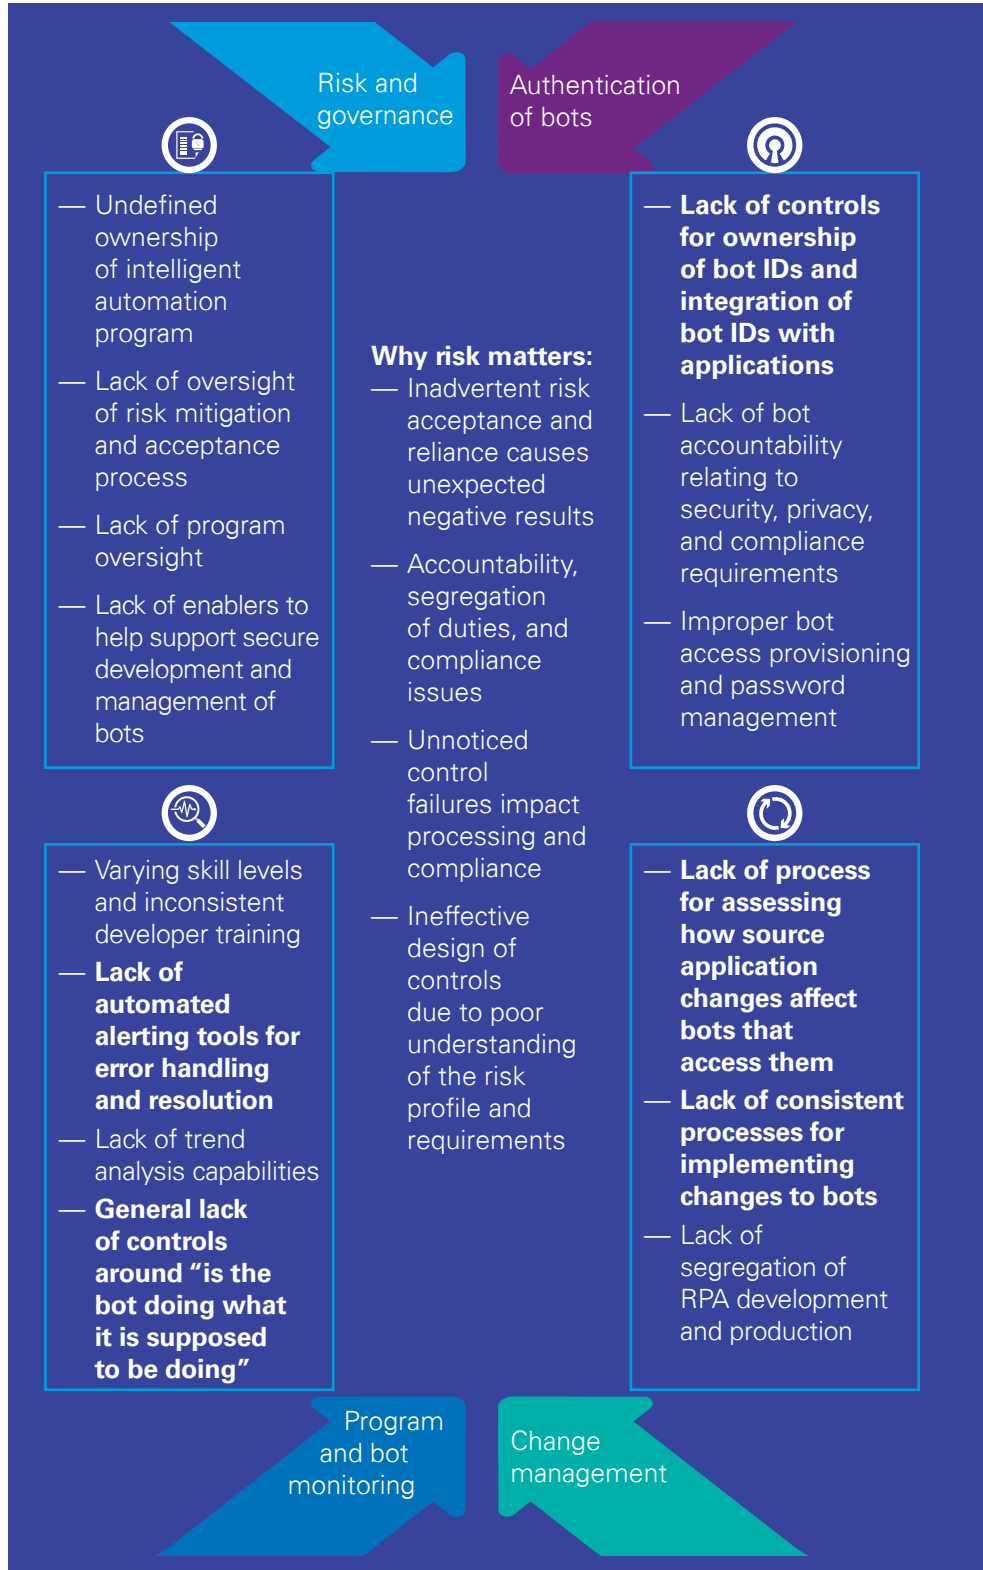 Risk and
governance
Authentication
of bots
— Undefined
ownership
of intelligent
automation
program
— Lack of oversight
of risk mitigation
and acceptance
process
— Lack of program
oversight
— Lack of enablers to
help support secure
development and
management of
bots
Why risk matters:
— Inadvertent risk
acceptance and
reliance causes
unexpected
negative results
— Accountability,
segregation
of duties, and
compliance
issues
— Unnoticed
control
failures impact
processing and
compliance
— Ineffective
design of
controls
due to poor
understanding
of the risk
profile and
requirements
— Lack of controls
for ownership
of bot IDs and
integration of
bot IDs with
applications
— Lack of bot
accountability
relating to
security, privacy,
and compliance
requirements
— Improper bot
access provisioning
and password
management
— Varying skill levels
and inconsistent
developer training
— Lack of
automated
alerting tools for
error handling
and resolution
— Lack of trend
analysis capabilities
— General lack
of controls
around “is the
bot doing what
it is supposed
to be doing”
— Lack of process
for assessing
how source
application
changes affect
bots that
access them
— Lack of consistent
processes for
implementing
changes to bots
— Lack of
segregation of
RPA development
and production
Program
and bot
monitoring
Change
management